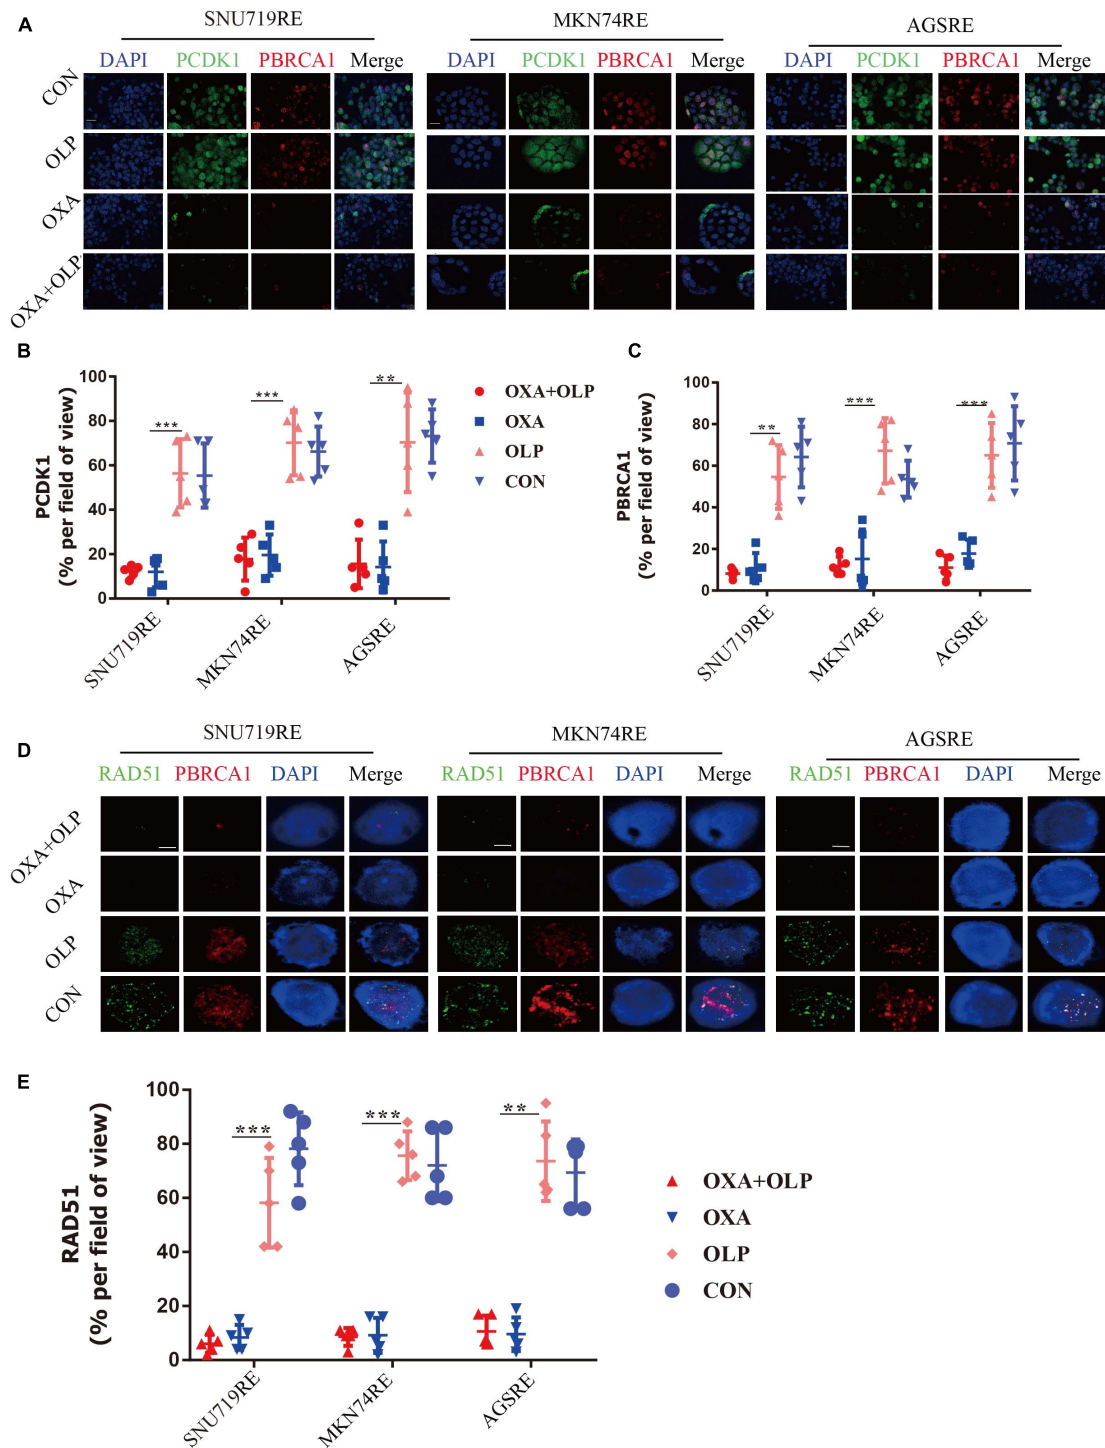 A
SNU719RE MKN74RE AGSRE
DAPI PCDK1 PBRCA1 Merge DAPI PCDK1 PBRCA1 Merge DAPI PCDK1 PBRCA1 Merge
CON
OLP
OXA
OXA+OLP
B
PCDK1
(% per field of view)
100
80
60
40
20
0
*** *** **
SNU719RE MKN74RE AGSRE
OXA+OLP
OXA
OLP
CON
C
PBRCA1
(% per field of view)
100
80
60
40
20
0
** *** ***
SNU719RE MKN74RE AGSRE
D
SNU719RE MKN74RE AGSRE
RAD51 PBRCA1 DAPI Merge RAD51 PBRCA1 DAPI Merge RAD51 PBRCA1 DAPI Merge
OXA+OLP
OXA
OLP
CON
E
RAD51
(% per field of view)
100
80
60
40
20
0
*** *** **
SNU719RE MKN74RE AGSRE
OXA+OLP
OXA
OLP
CON